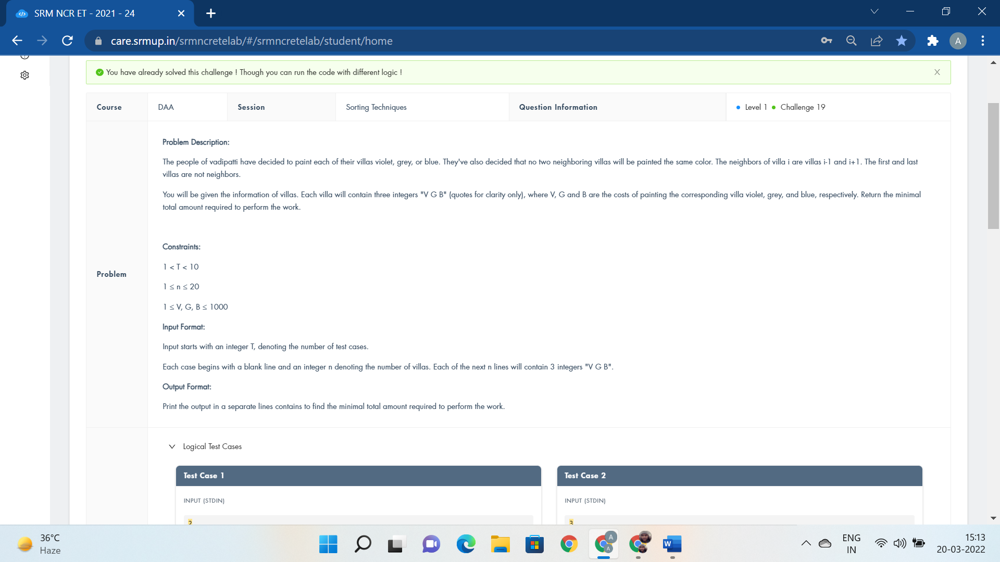 SRM NCR ET - 2021 - 24
care.srmup.in/srmncretelab/#/srmncretelab/student/home
A
You have already solved this challenge ! Though you can run the code with different logic !
Course DAA Session Sorting Techniques Question Information Level 1 Challenge 19
Problem
Problem Description:
The people of vadipatti have decided to paint each of their villas violet, grey, or blue. They've also decided that no two neighboring villas will be painted the same color. The neighbors of villa i are villas i-1 and i+1. The first and last
villas are not neighbors.
You will be given the information of villas. Each villa will contain three integers "V G B" (quotes for clarity only), where V, G and B are the costs of painting the corresponding villa violet, grey, and blue, respectively. Return the minimal
total amount required to perform the work.
Constraints:
1 < T < 10
1 ≤ n ≤ 20
1 ≤ V, G, B ≤ 1000
Input Format:
Input starts with an integer T, denoting the number of test cases.
Each case begins with a blank line and an integer n denoting the number of villas. Each of the next n lines will contain 3 integers "V G B".
Output Format:
Print the output in a separate lines contains to find the minimal total amount required to perform the work.
Logical Test Cases
Test Case 1
INPUT (STDIN)
2
Test Case 2
INPUT (STDIN)
3
36°C
Haze
A
A
W
ENG
IN
15:13
20-03-2022